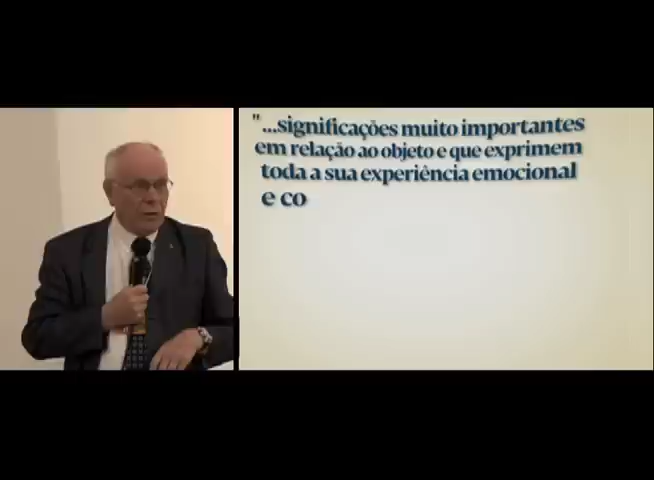 "...significações muito importantes
em relação ao objeto e que exprimem
toda a sua experiência emocional
e co